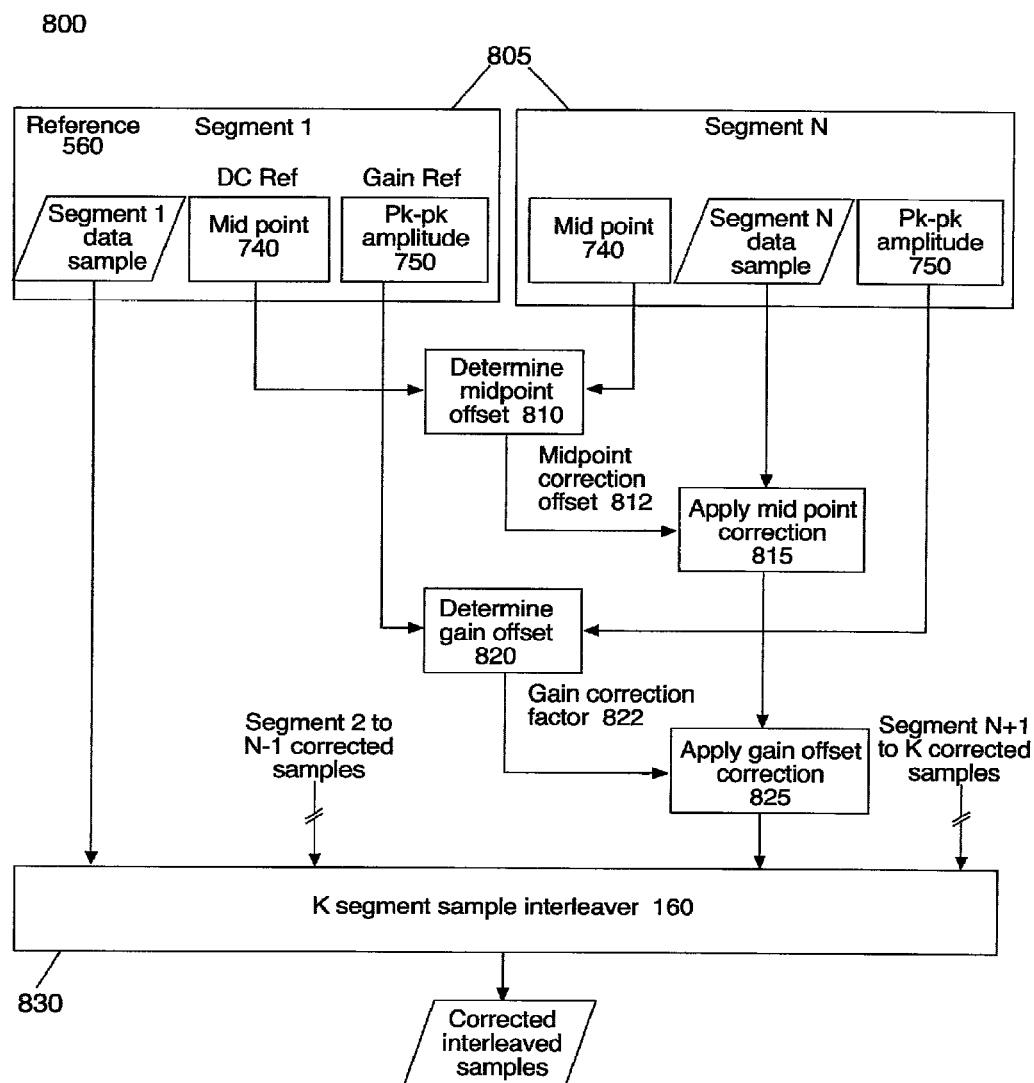 800
805
Reference
560
Segment 1
DC Ref
Gain Ref
Segment 1
data
sample
Mid point
740
Pk-pk
amplitude
750
Segment N
Mid point
740
Segment N
data
sample
Pk-pk
amplitude
750
Determine
midpoint
offset 810
Midpoint
correction
offset 812
Apply mid point
correction
815
Determine
gain offset
820
Gain correction
factor 822
Segment 2 to
N-1 corrected
samples
Apply gain offset
correction
825
Segment N+1
to K corrected
samples
K segment sample interleaver 160
830
Corrected
interleaved
samples